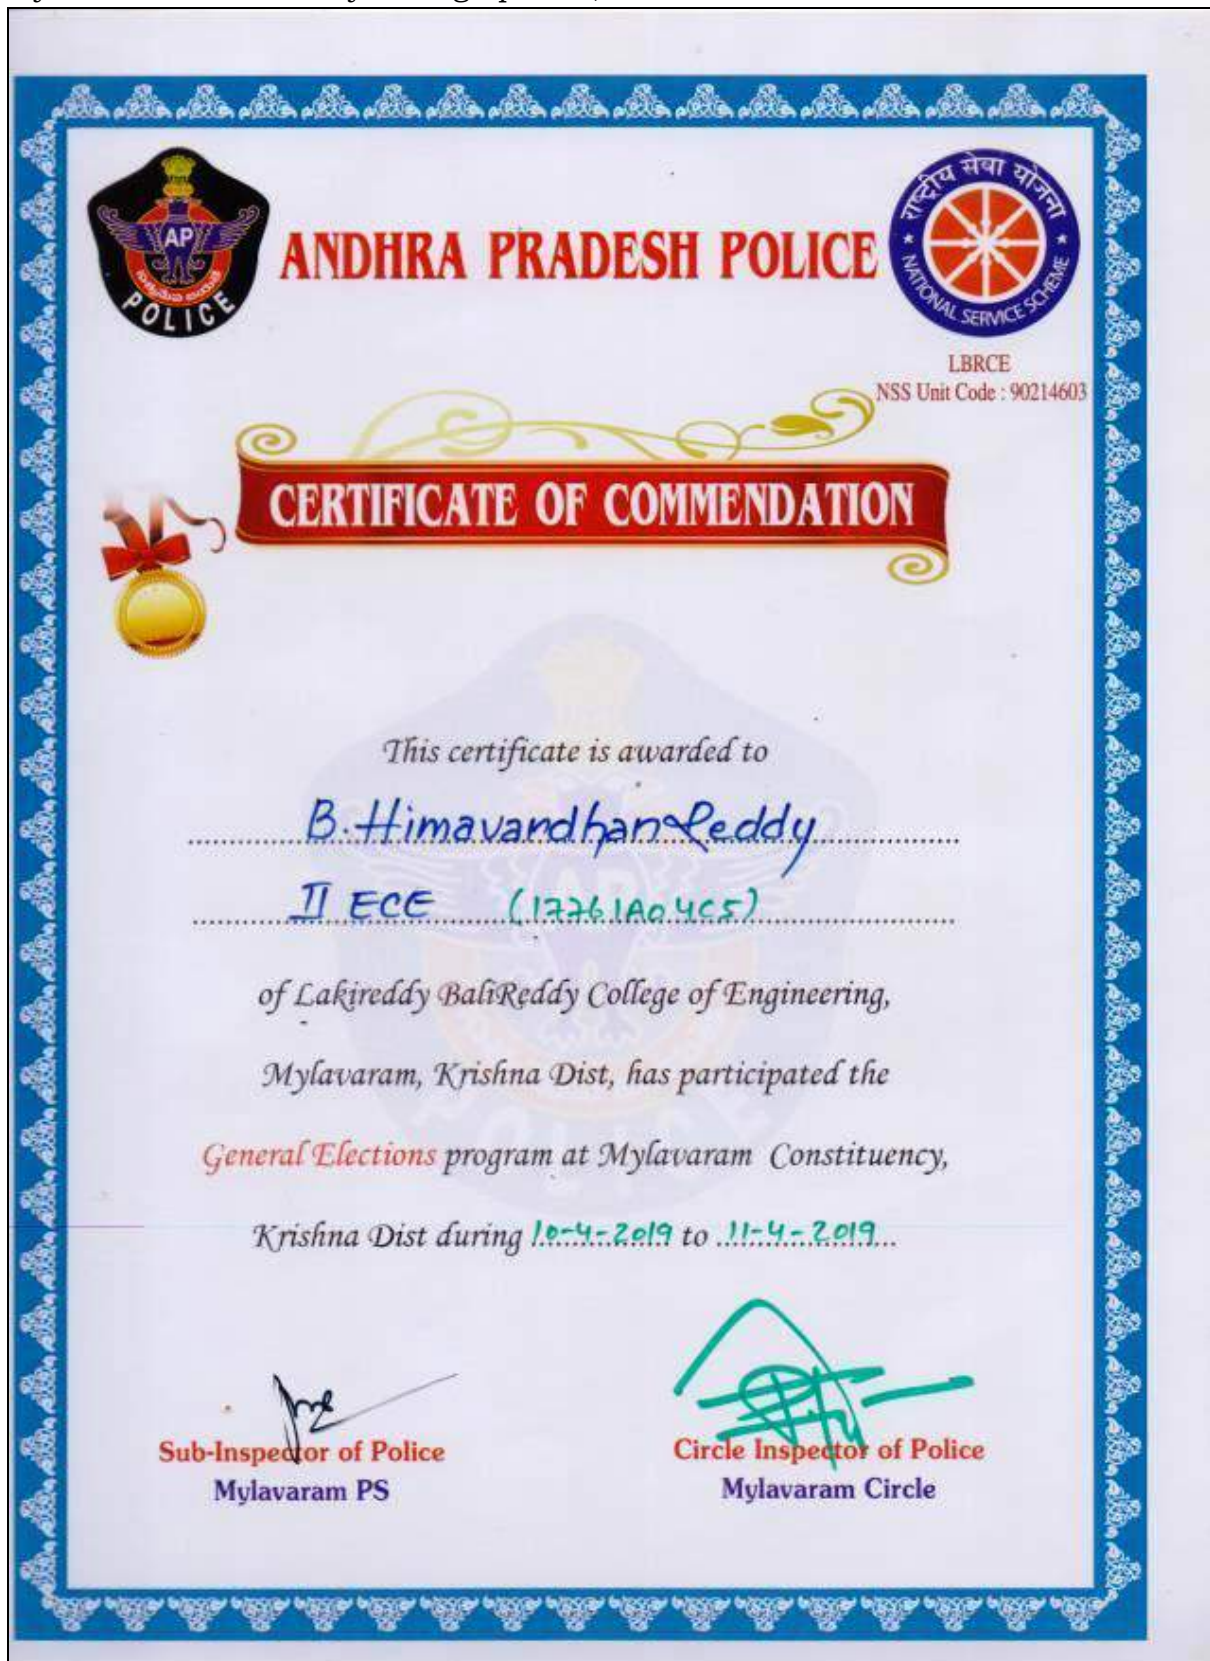 AP
POLICE
ANDHRA PRADESH POLICE
राष्ट्रीय सेवा योजना
NATIONAL SERVICE SCHEME
LBRCE
NSS Unit Code : 90214603
CERTIFICATE OF COMMENDATION
This certificate is awarded to
B. Himavardhan Reddy
II ECE (17761A04C5)
of Lakireddy BaliReddy College of Engineering,
Mylavaram, Krishna Dist, has participated the
General Elections program at Mylavaram Constituency,
Krishna Dist during 10-4-2019 to 11-4-2019
Sub-Inspector of Police
Mylavaram PS
Circle Inspector of Police
Mylavaram Circle